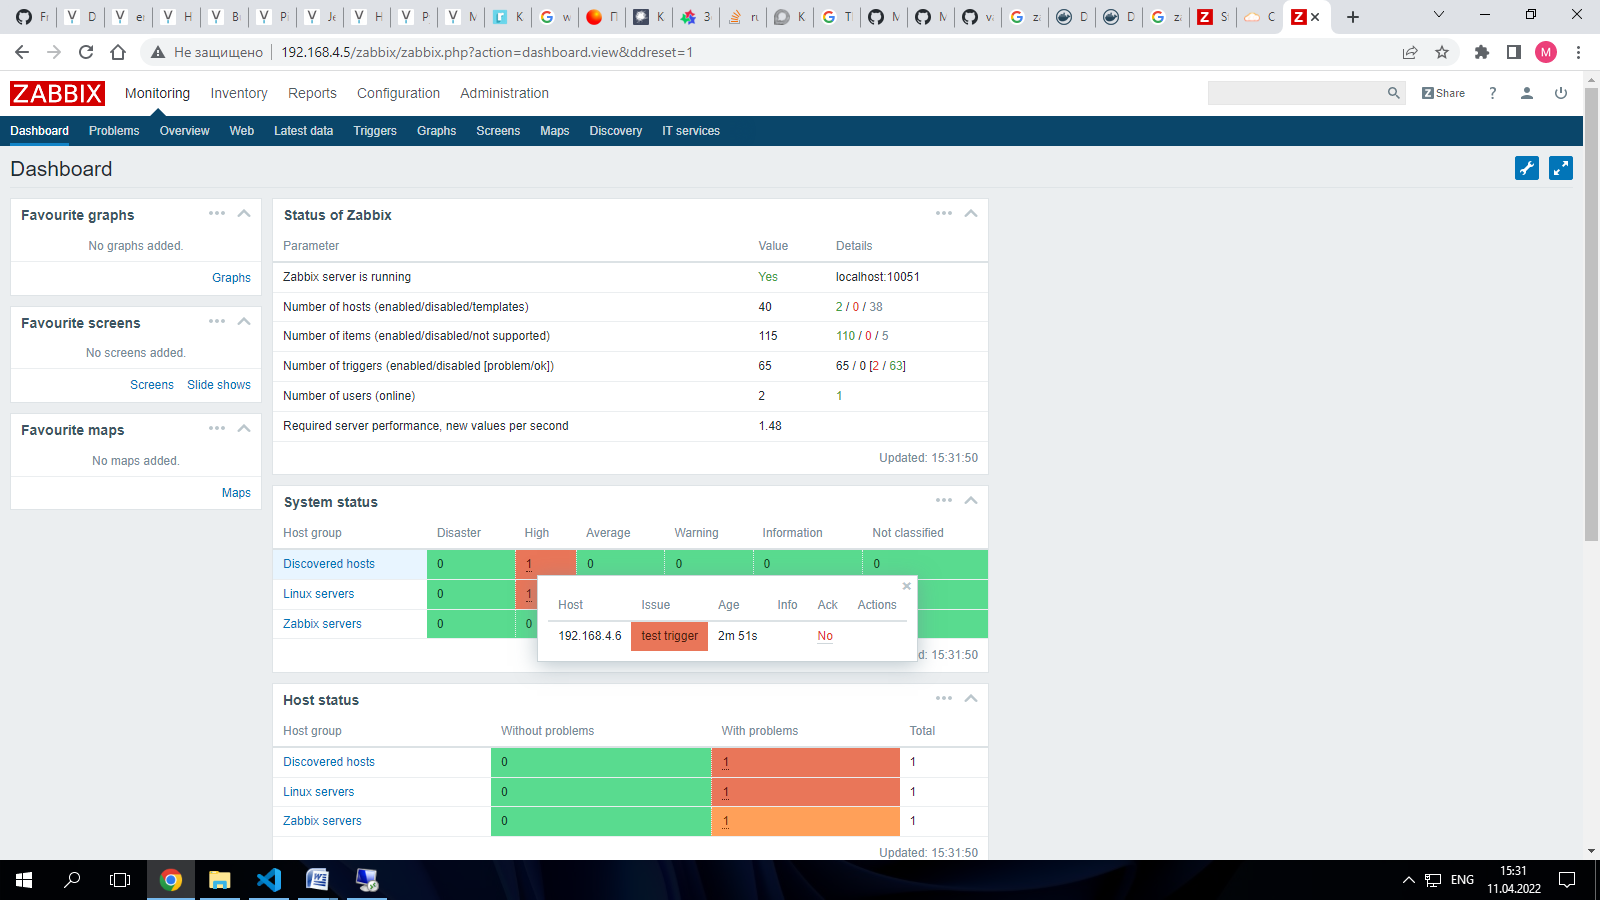 Не защищено 192.168.4.5/zabbix/zabbix.php?action=dashboard.view&ddreset=1
ZABBIX Monitoring Inventory Reports Configuration Administration Z Share ?
Dashboard Problems Overview Web Latest data Triggers Graphs Screens Maps Discovery IT services
Dashboard
Favourite graphs
No graphs added.
Graphs
Favourite screens
No screens added.
Screens Slide shows
Favourite maps
No maps added.
Maps
Status of Zabbix
Parameter Value Details
Zabbix server is running Yes localhost:10051
Number of hosts (enabled/disabled/templates) 40 2 / 0 / 38
Number of items (enabled/disabled/not supported) 115 110 / 0 / 5
Number of triggers (enabled/disabled [problem/ok]) 65 65 / 0 [2 / 63]
Number of users (online) 2 1
Required server performance, new values per second 1.48
Updated: 15:31:50
System status
Host group Disaster High Average Warning Information Not classified
Discovered hosts 0 1 0 0 0 0
Linux servers 0 1
Zabbix servers 0 0
Host Issue Age Info Ack Actions
192.168.4.6 test trigger 2m 51s No
d: 15:31:50
Host status
Host group Without problems With problems Total
Discovered hosts 0 1 1
Linux servers 0 1 1
Zabbix servers 0 1 1
Updated: 15:31:50
ENG 15:31
11.04.2022